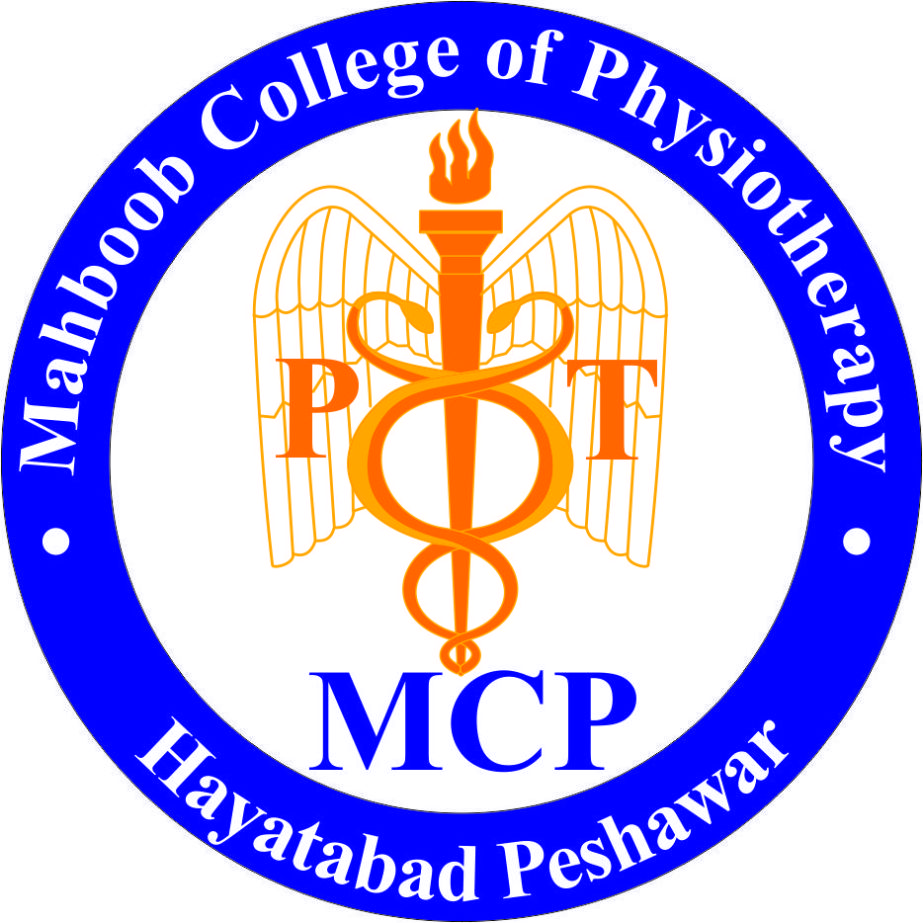 Mahboob College of Physiotherapy
P T
MCP
Hayatabad Peshawar